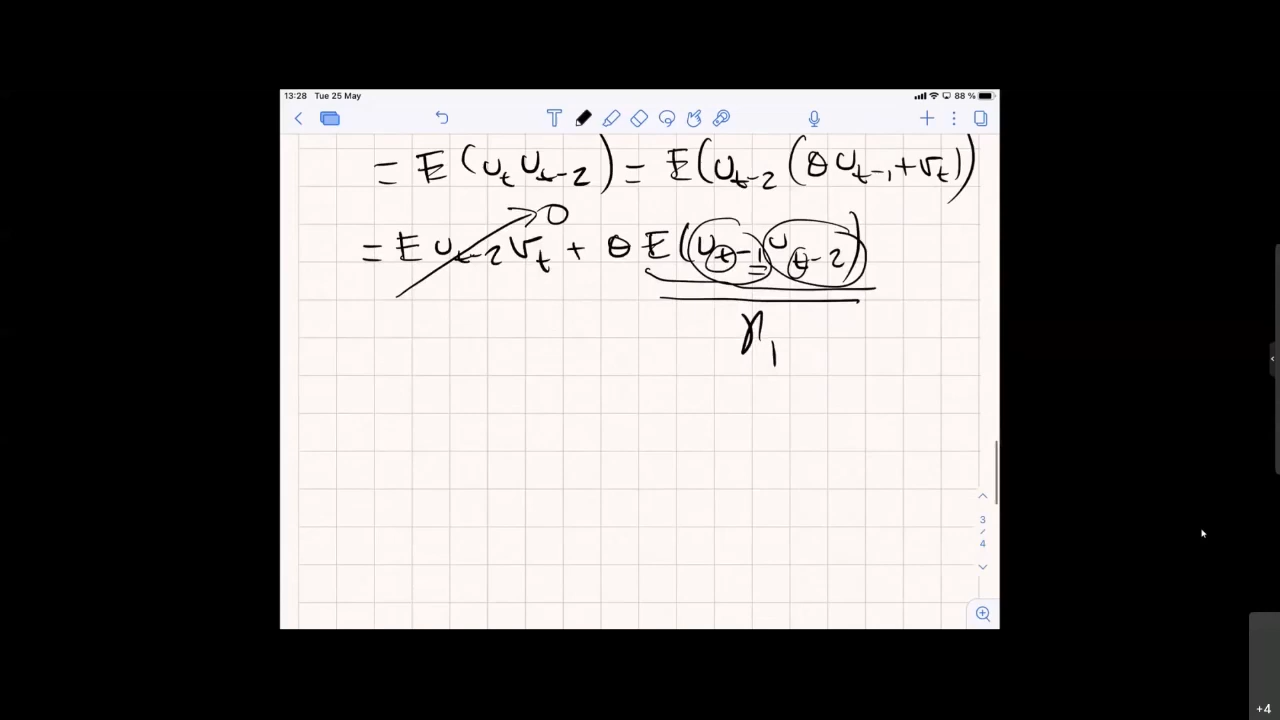 13:28 Tue 25 May 88 %
T
= E(u_t u_{t-2}) = E(u_{t-2}(θu_{t-1} + v_t))
0
= E u_{t-2} v_t + θ E(u_{t-1} u_{t-2})
γ_1
3
/
4
+4